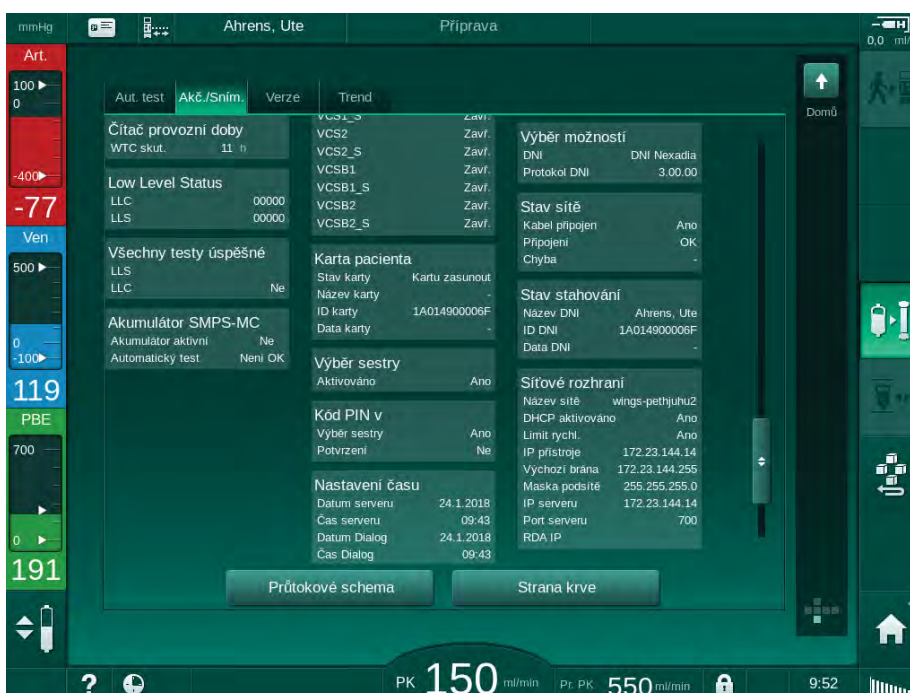 mmHg
Ahrens, Ute
Příprava
0,0 ml/
Art.
100
0
-400
-77
Ven
500
0
-100
119
PBE
700
0
191
Aut. test
Akč./Sním.
Verze
Trend
Domů
Čítač provozní doby
WTC skut. 11 h
Low Level Status
LLC 00000
LLS 00000
Všechny testy úspěšné
LLS
LLC Ne
Akumulátor SMPS-MC
Akumulátor aktivní Ne
Automatický test Neni OK
VCS1_S Zavř.
VCS2 Zavř.
VCS2_S Zavř.
VCSB1 Zavř.
VCSB1_S Zavř.
VCSB2 Zavř.
VCSB2_S Zavř.
Karta pacienta
Stav karty Kartu zasunout
Název karty -
ID karty 1A014900006F
Data karty -
Výběr sestry
Aktivováno Ano
Kód PIN v
Výběr sestry Ano
Potvrzení Ne
Nastavení času
Datum serveru 24.1.2018
Čas serveru 09:43
Datum Dialog 24.1.2018
Čas Dialog 09:43
Výběr možností
DNI DNI Nexadia
Protokol DNI 3.00.00
Stav sítě
Kabel připojen Ano
Připojení OK
Chyba -
Stav stahování
Název DNI Ahrens, Ute
ID DNI 1A014900006F
Data DNI -
Síťové rozhraní
Název sítě wings-pethjuhu2
DHCP aktivováno Ano
Limit rychl. Ano
IP přístroje 172.23.144.14
Výchozí brána 172.23.144.255
Maska podsítě 255.255.255.0
IP serveru 172.23.144.14
Port serveru 700
RDA IP
Průtokové schema
Strana krve
?
PK 150 ml/min
Pr. PK 550 ml/min
9:52